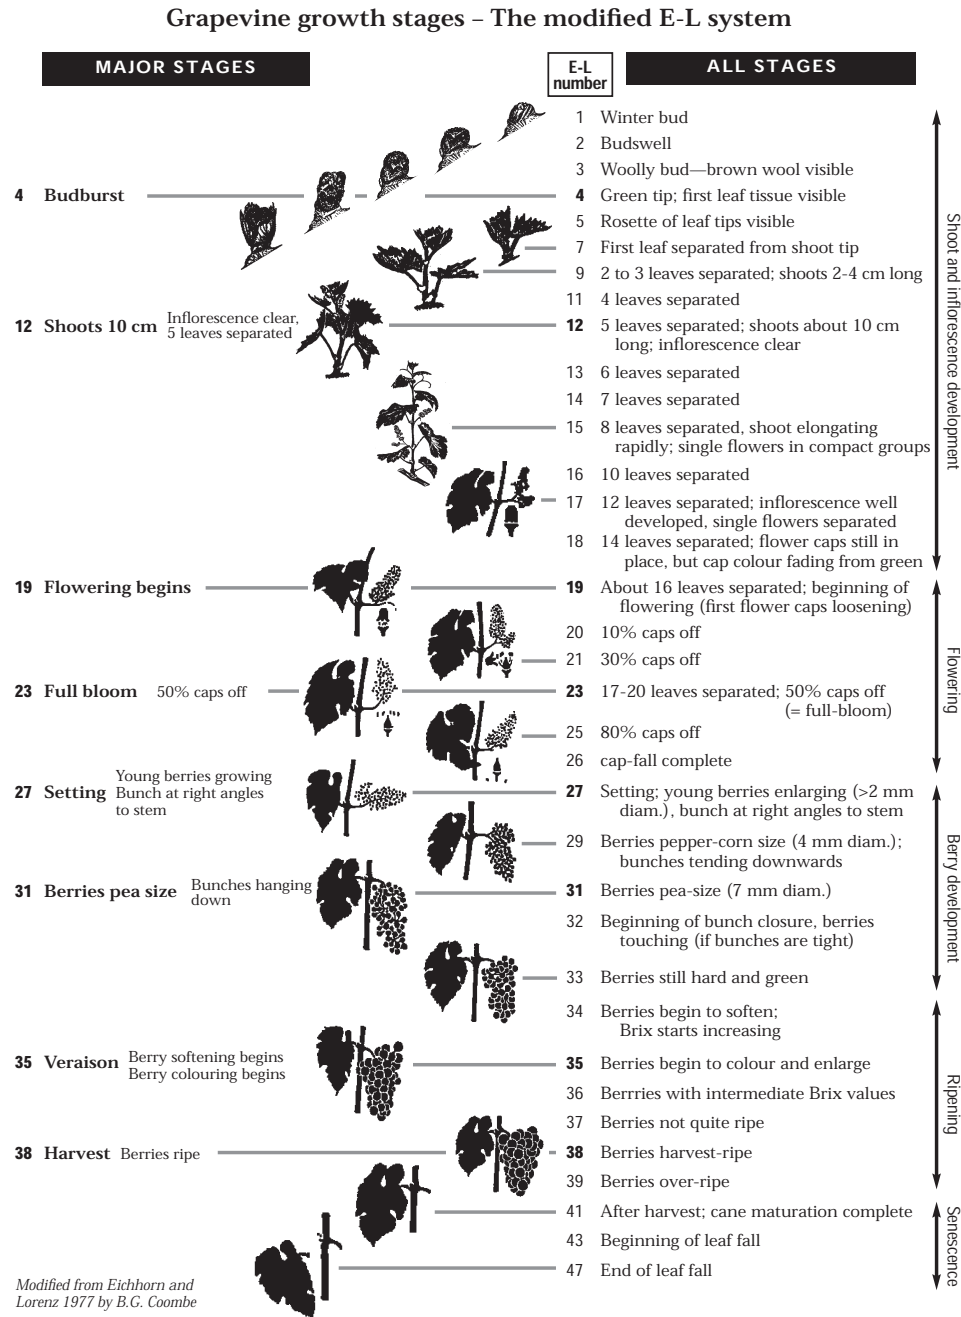 Grapevine growth stages – The modified E-L system
MAJOR STAGES
E-L
number
ALL STAGES
1 Winter bud
2 Budswell
3 Woolly bud—brown wool visible
4 Budburst
4 Green tip; first leaf tissue visible
5 Rosette of leaf tips visible
7 First leaf separated from shoot tip
9 2 to 3 leaves separated; shoots 2-4 cm long
11 4 leaves separated
12 Shoots 10 cm
Inflorescence clear,
5 leaves separated
12 5 leaves separated; shoots about 10 cm
long; inflorescence clear
13 6 leaves separated
14 7 leaves separated
15 8 leaves separated, shoot elongating
rapidly; single flowers in compact groups
16 10 leaves separated
17 12 leaves separated; inflorescence well
developed, single flowers separated
18 14 leaves separated; flower caps still in
place, but cap colour fading from green
Shoot and inflorescence development
19 Flowering begins
19 About 16 leaves separated; beginning of
flowering (first flower caps loosening)
20 10% caps off
21 30% caps off
23 Full bloom 50% caps off
23 17-20 leaves separated; 50% caps off
(= full-bloom)
25 80% caps off
26 cap-fall complete
Flowering
27 Setting
Young berries growing
Bunch at right angles
to stem
27 Setting; young berries enlarging (>2 mm
diam.), bunch at right angles to stem
29 Berries pepper-corn size (4 mm diam.);
bunches tending downwards
31 Berries pea size
Bunches hanging
down
31 Berries pea-size (7 mm diam.)
32 Beginning of bunch closure, berries
touching (if bunches are tight)
33 Berries still hard and green
Berry development
34 Berries begin to soften;
Brix starts increasing
35 Veraison
Berry softening begins
Berry colouring begins
35 Berries begin to colour and enlarge
36 Berrries with intermediate Brix values
37 Berries not quite ripe
38 Harvest Berries ripe
38 Berries harvest-ripe
39 Berries over-ripe
Ripening
41 After harvest; cane maturation complete
43 Beginning of leaf fall
47 End of leaf fall
Senescence
Modified from Eichhorn and
Lorenz 1977 by B.G. Coombe